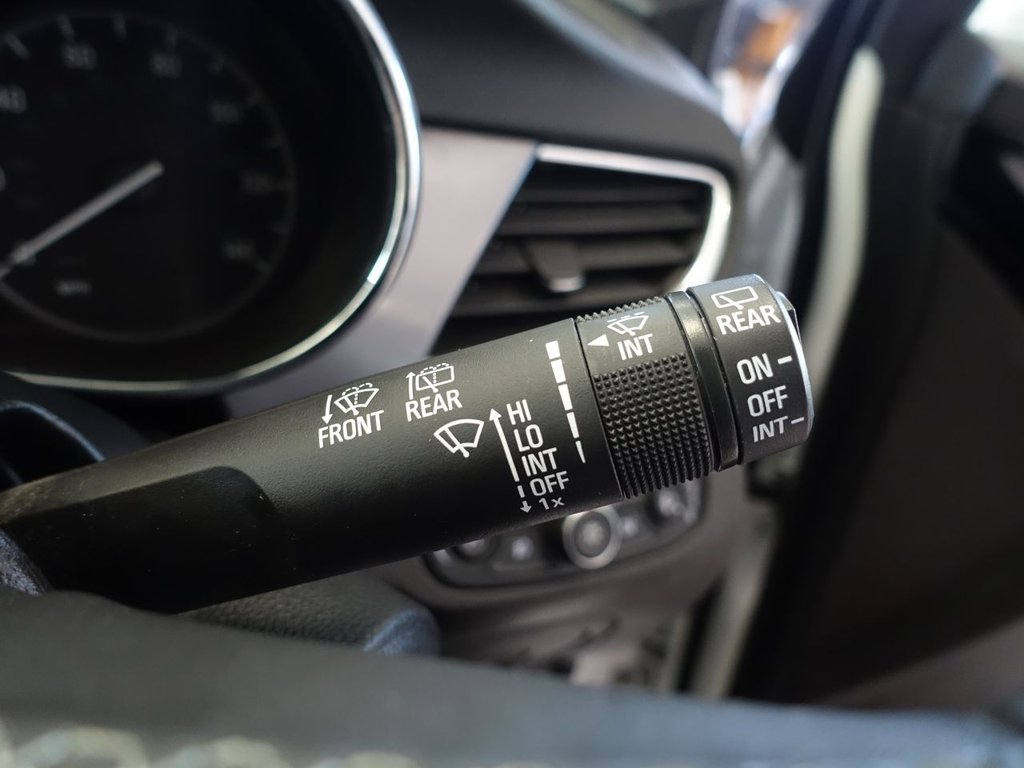 FRONT
REAR
HI
LO
INT
OFF
1x
INT
REAR
ON
OFF
INT